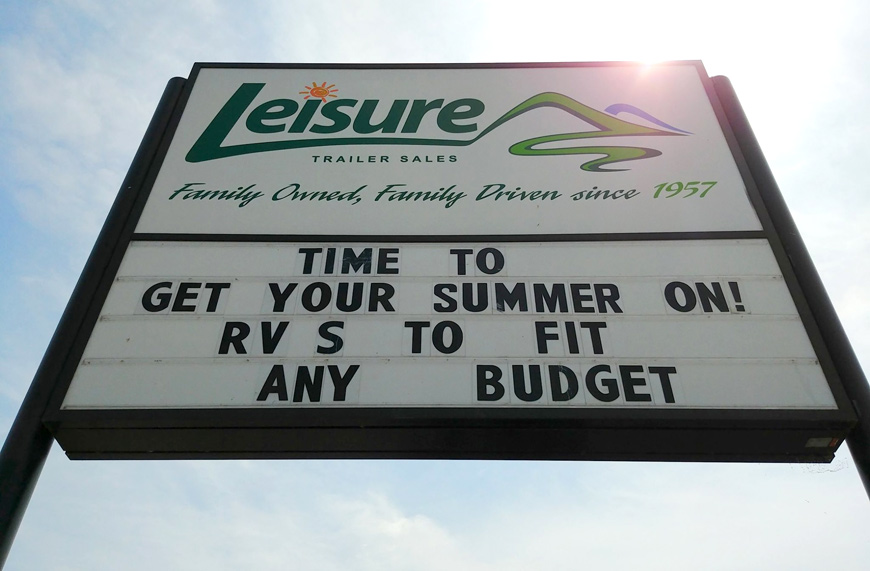 Leisure
TRAILER SALES
Family Owned, Family Driven since 1957
TIME TO
GET YOUR SUMMER ON!
RV S TO FIT
ANY BUDGET